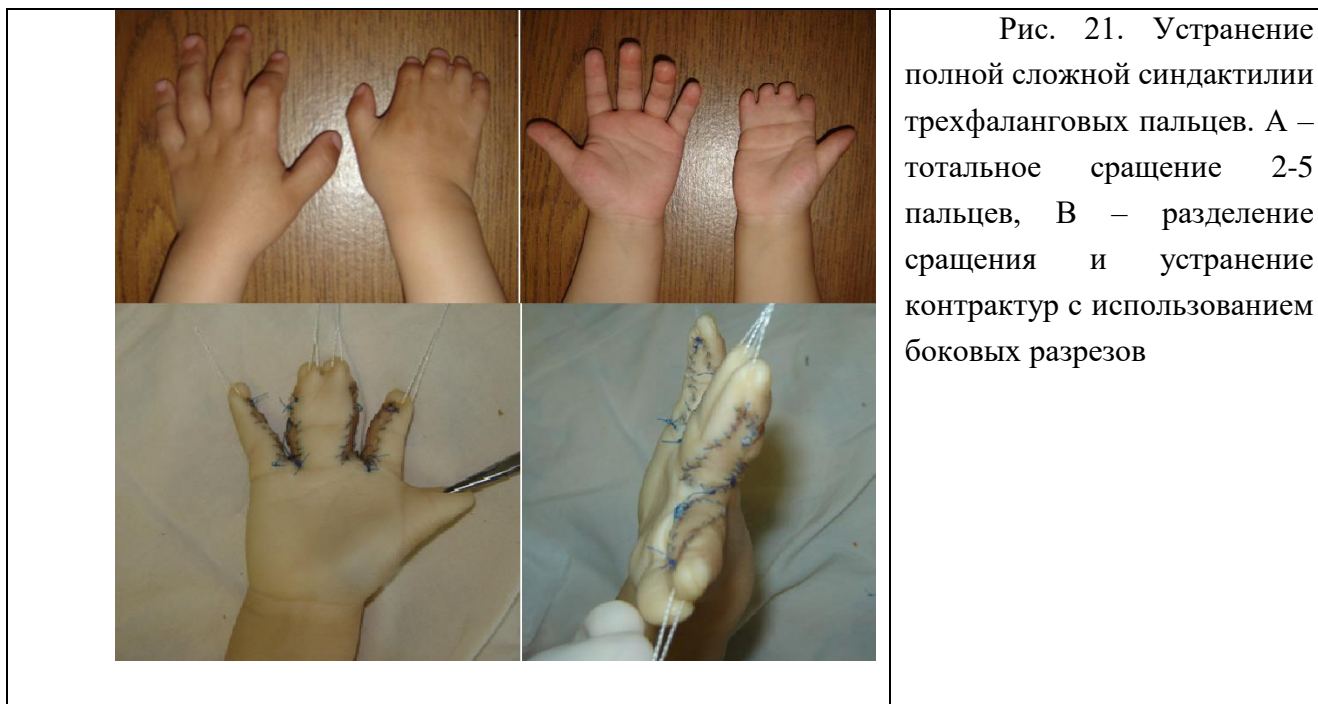 Рис. 21. Устранение
полной сложной синдактилии
трехфаланговых пальцев. А –
тотальное сращение 2-5
пальцев, В – разделение
сращения и устранение
контрактур с использованием
боковых разрезов